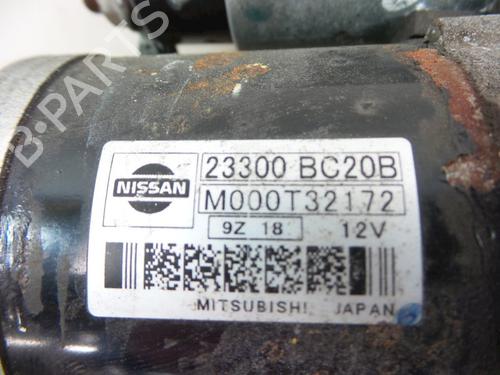 B-PARTS
NISSAN
23300 BC20B
M000T32172
9Z 18 12V
MITSUBISHI JAPAN